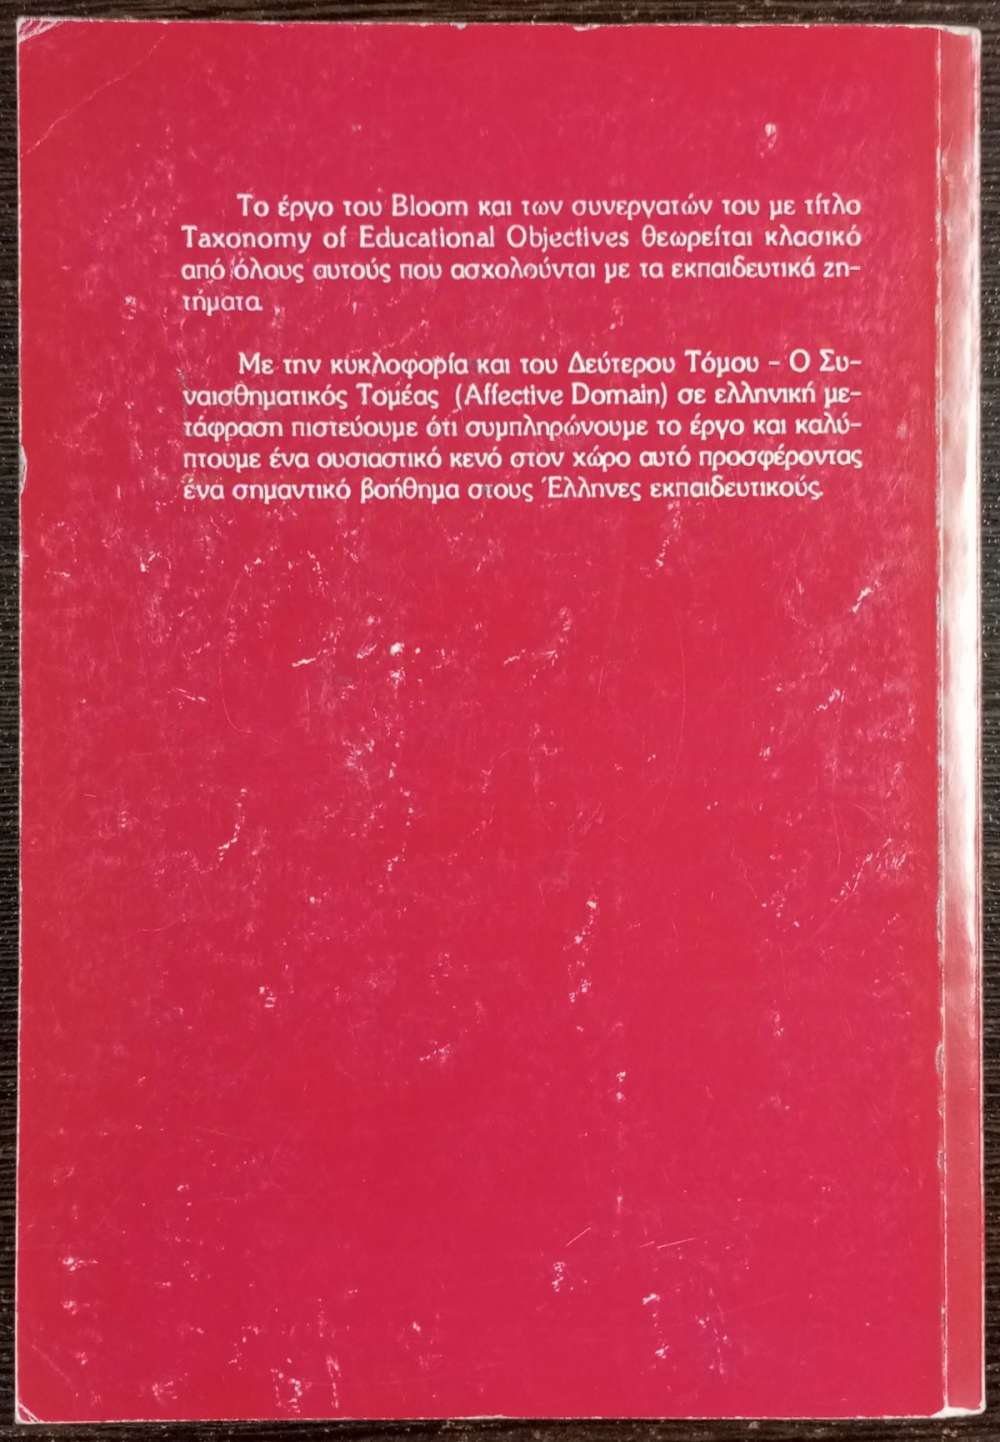 Το έργο του Bloom και των συνεργατών του με τίτλο
Taxonomy of Educational Objectives θεωρείται κλασικό
από όλους αυτούς που ασχολούνται με τα εκπαιδευτικά ζη-
τήματα.
Με την κυκλοφορία και του Δεύτερου Τόμου - Ο Συ-
ναισθηματικός Τομέας (Affective Domain) σε ελληνική με-
τάφραση πιστεύουμε ότι συμπληρώνουμε το έργο και καλύ-
πτουμε ένα ουσιαστικό κενό στον χώρο αυτό προσφέροντας
ένα σημαντικό βοήθημα στους Έλληνες εκπαιδευτικούς.